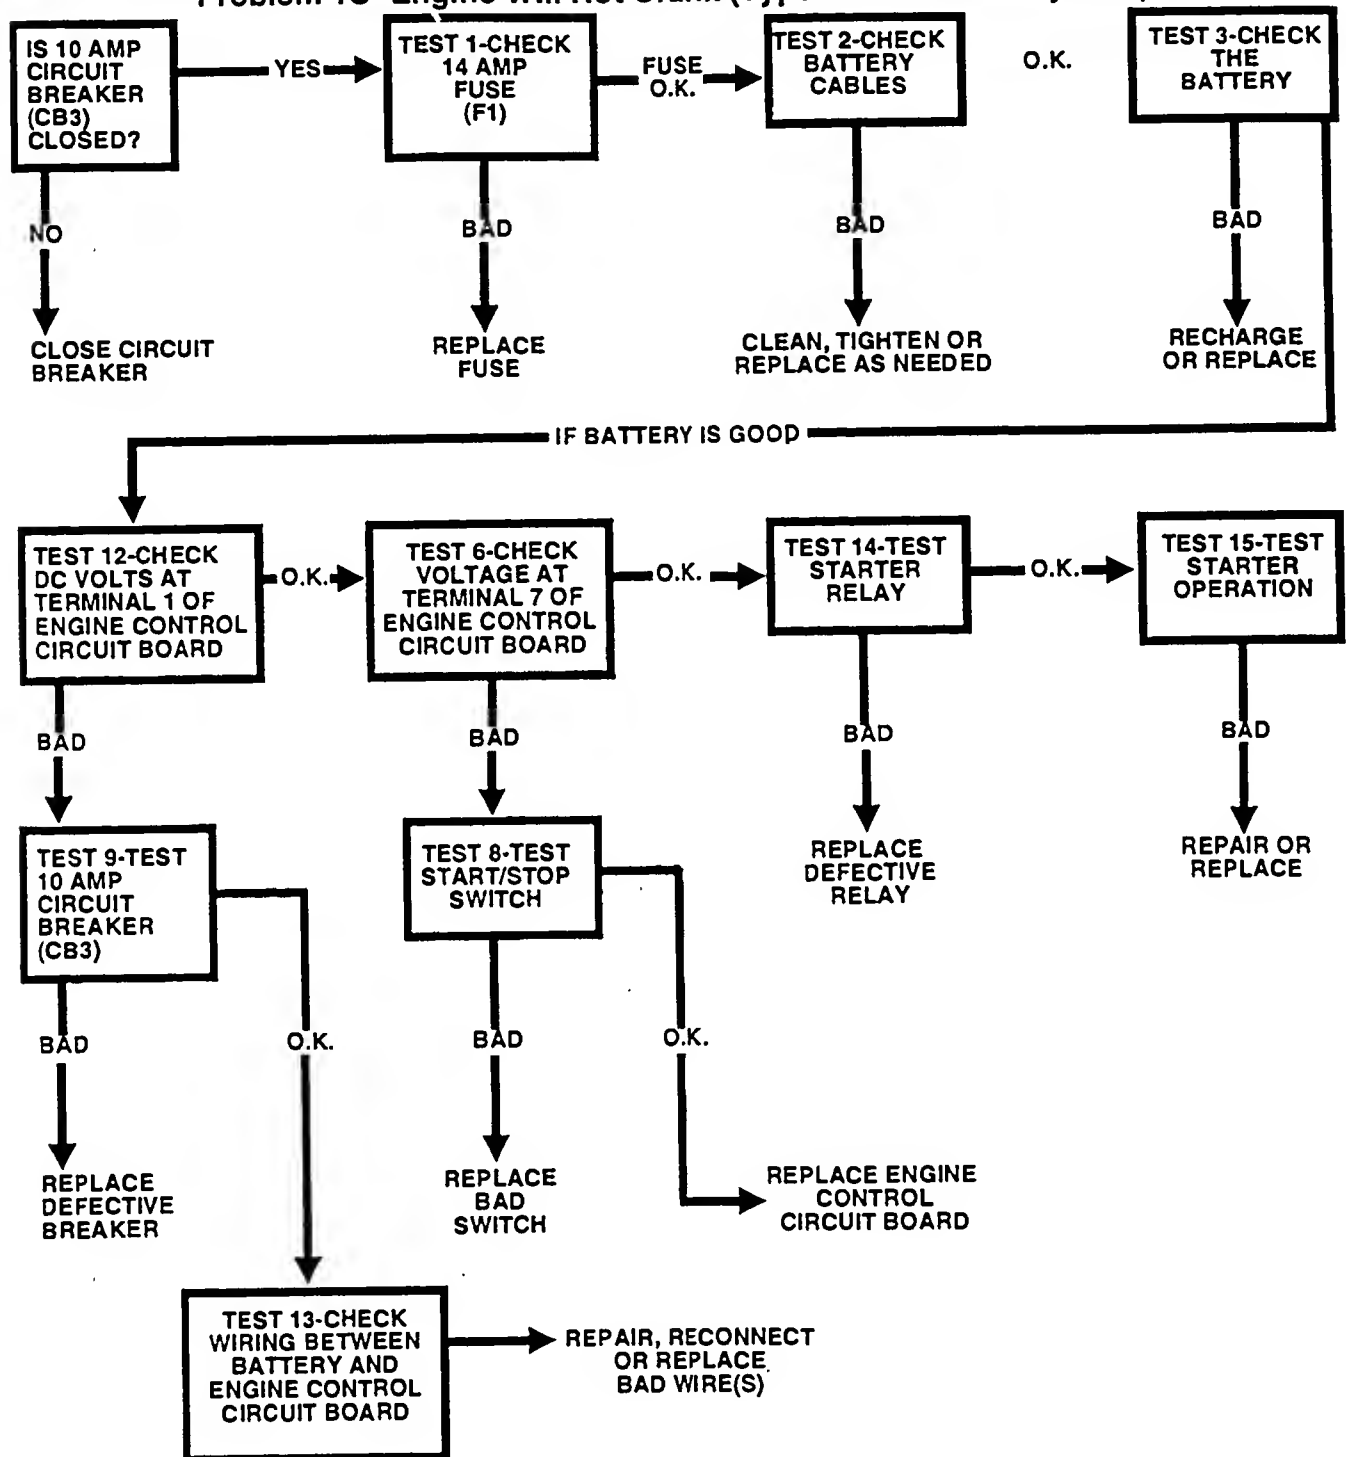 Engine Will Not Crank
IS 10 AMP
CIRCUIT
BREAKER
(CB3)
CLOSED?
YES
TEST 1-CHECK
14 AMP
FUSE
(F1)
FUSE
O.K.
TEST 2-CHECK
BATTERY
CABLES
O.K.
TEST 3-CHECK
THE
BATTERY
NO
BAD
BAD
BAD
CLOSE CIRCUIT
BREAKER
REPLACE
FUSE
CLEAN, TIGHTEN OR
REPLACE AS NEEDED
RECHARGE
OR REPLACE
IF BATTERY IS GOOD
TEST 12-CHECK
DC VOLTS AT
TERMINAL 1 OF
ENGINE CONTROL
CIRCUIT BOARD
O.K.
TEST 6-CHECK
VOLTAGE AT
TERMINAL 7 OF
ENGINE CONTROL
CIRCUIT BOARD
O.K.
TEST 14-TEST
STARTER
RELAY
O.K.
TEST 15-TEST
STARTER
OPERATION
BAD
BAD
BAD
BAD
TEST 9-TEST
10 AMP
CIRCUIT
BREAKER
(CB3)
TEST 8-TEST
START/STOP
SWITCH
REPLACE
DEFECTIVE
RELAY
REPAIR OR
REPLACE
BAD
O.K.
BAD
O.K.
REPLACE
DEFECTIVE
BREAKER
REPLACE
BAD
SWITCH
REPLACE ENGINE
CONTROL
CIRCUIT BOARD
TEST 13-CHECK
WIRING BETWEEN
BATTERY AND
ENGINE CONTROL
CIRCUIT BOARD
REPAIR, RECONNECT
OR REPLACE
BAD WIRE(S)